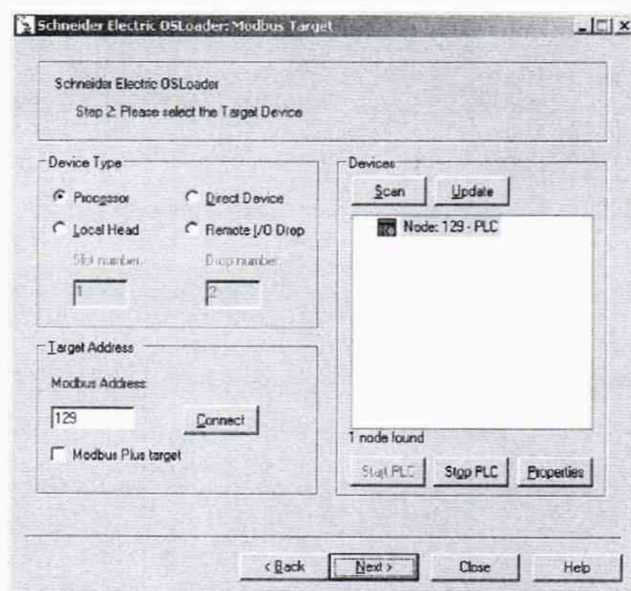 Schneider Electric OSLoader: Modbus Target
Schneider Electric OSLoader
Step 2: Please select the Target Device
Device Type
Processor
Direct Device
Local Head
Remote I/O Drop
Slot number:
Drop number:
1
2
Target Address
Modbus Address:
129
Connect
Modbus Plus target
Devices
Scan
Update
Node: 129 - PLC
1 node found
Start PLC
Stop PLC
Properties
< Back
Next >
Close
Help